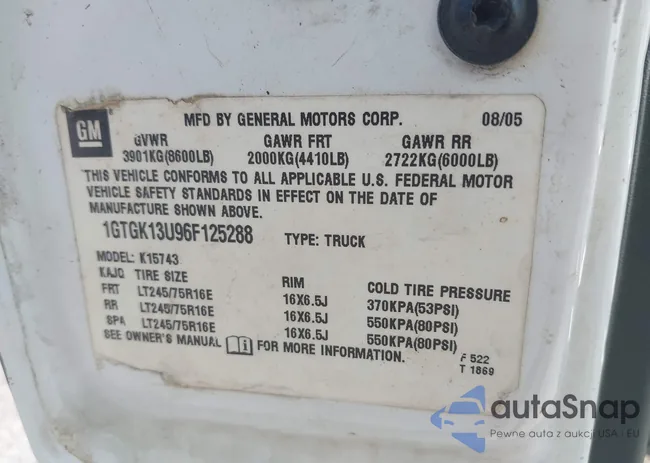 GM
MFD BY GENERAL MOTORS CORP. 08/05
GVWR GAWR FRT GAWR RR
3901KG(8600LB) 2000KG(4410LB) 2722KG(6000LB)
THIS VEHICLE CONFORMS TO ALL APPLICABLE U.S. FEDERAL MOTOR
VEHICLE SAFETY STANDARDS IN EFFECT ON THE DATE OF
MANUFACTURE SHOWN ABOVE.
1GTGK13U96F125288 TYPE: TRUCK
MODEL: K15743
KAJQ TIRE SIZE RIM COLD TIRE PRESSURE
FRT LT245/75R16E 16X6.5J 370KPA(53PSI)
RR LT245/75R16E 16X6.5J 550KPA(80PSI)
SPA LT245/75R16E 16X6.5J 550KPA(80PSI)
SEE OWNER'S MANUAL FOR MORE INFORMATION.
F 522
T 1869
autaSnap
Pewne auta z aukcji USA - EU